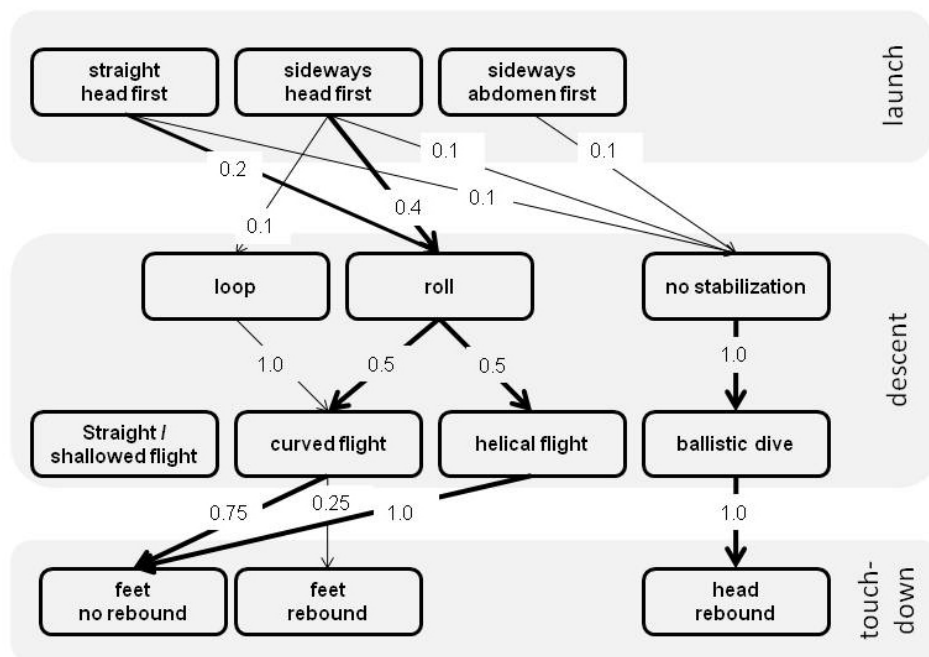 straight
head first
sideways
head first
sideways
abdomen first
launch
0.2
0.1
0.1
0.1
0.4
0.1
loop
roll
no stabilization
1.0
0.5
0.5
1.0
descent
Straight /
shallowed flight
curved flight
helical flight
ballistic dive
0.75
0.25
1.0
1.0
feet
no rebound
feet
rebound
head
rebound
touch-
down